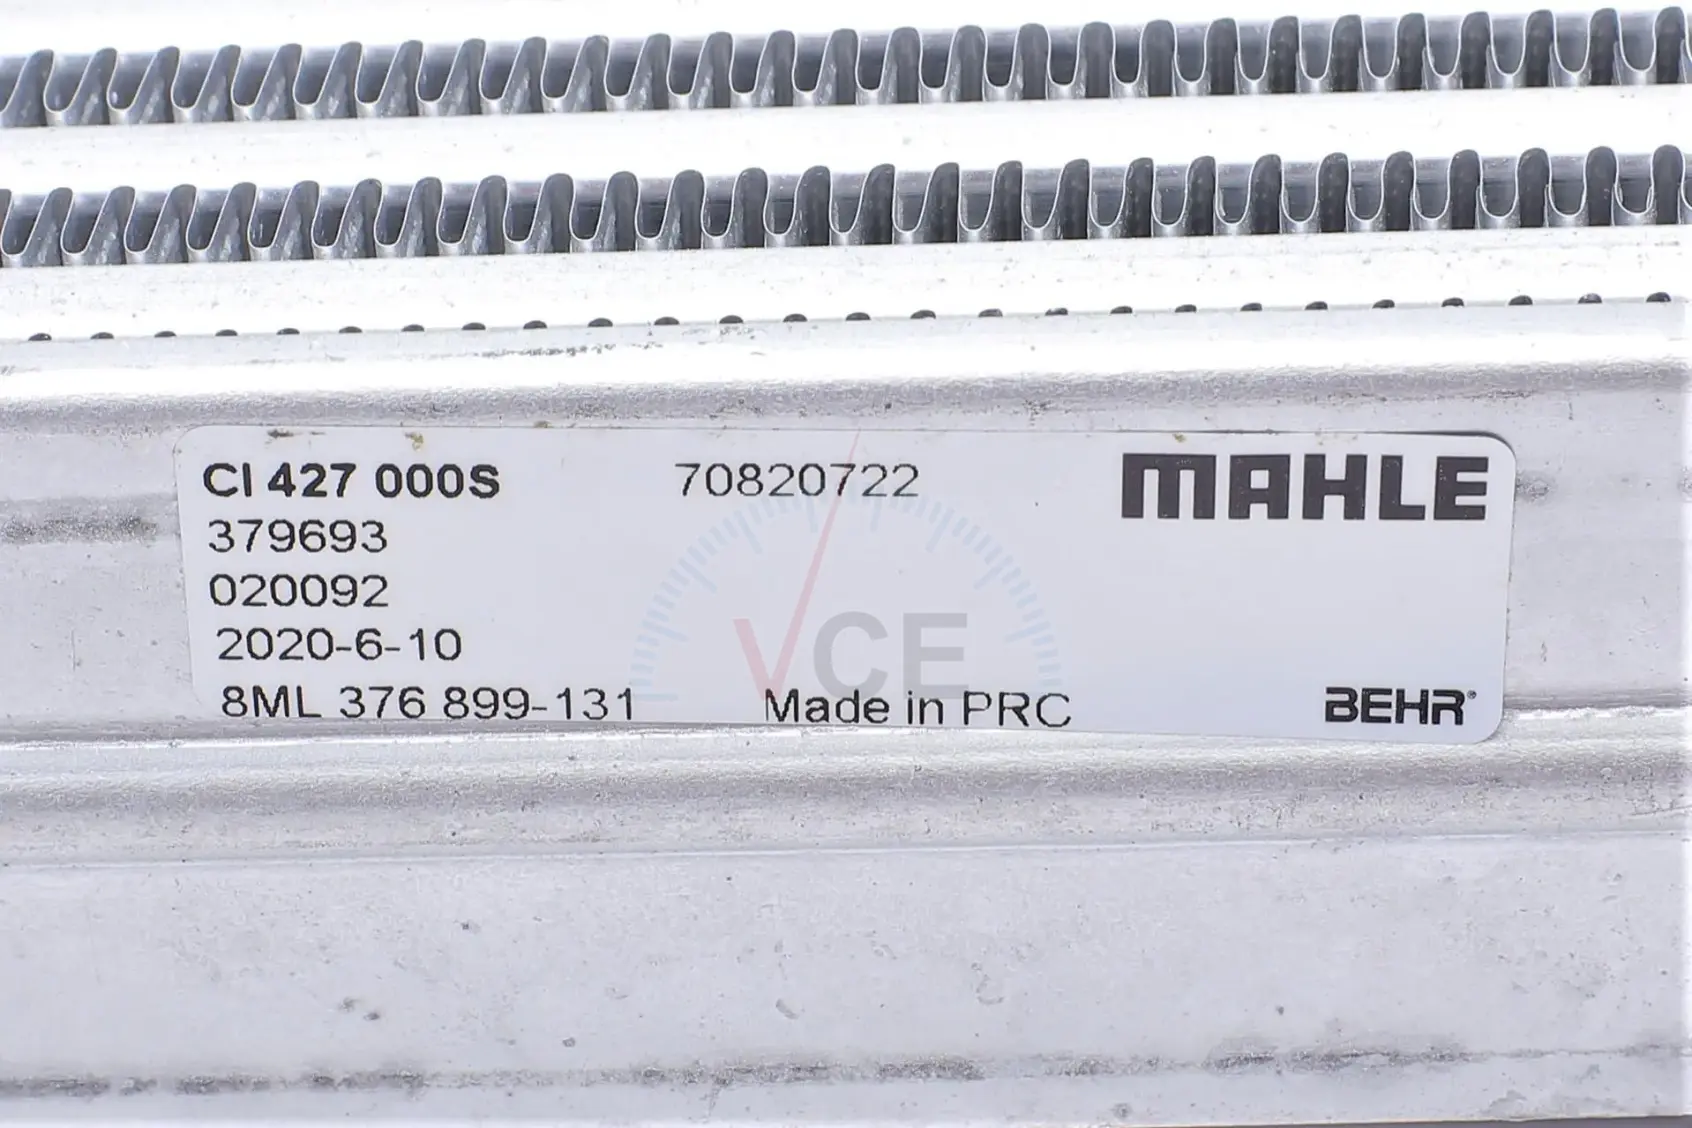 CI 427 000S 70820722 MAHLE
379693
020092
2020-6-10
VCE
8ML 376 899-131 Made in PRC BEHR®